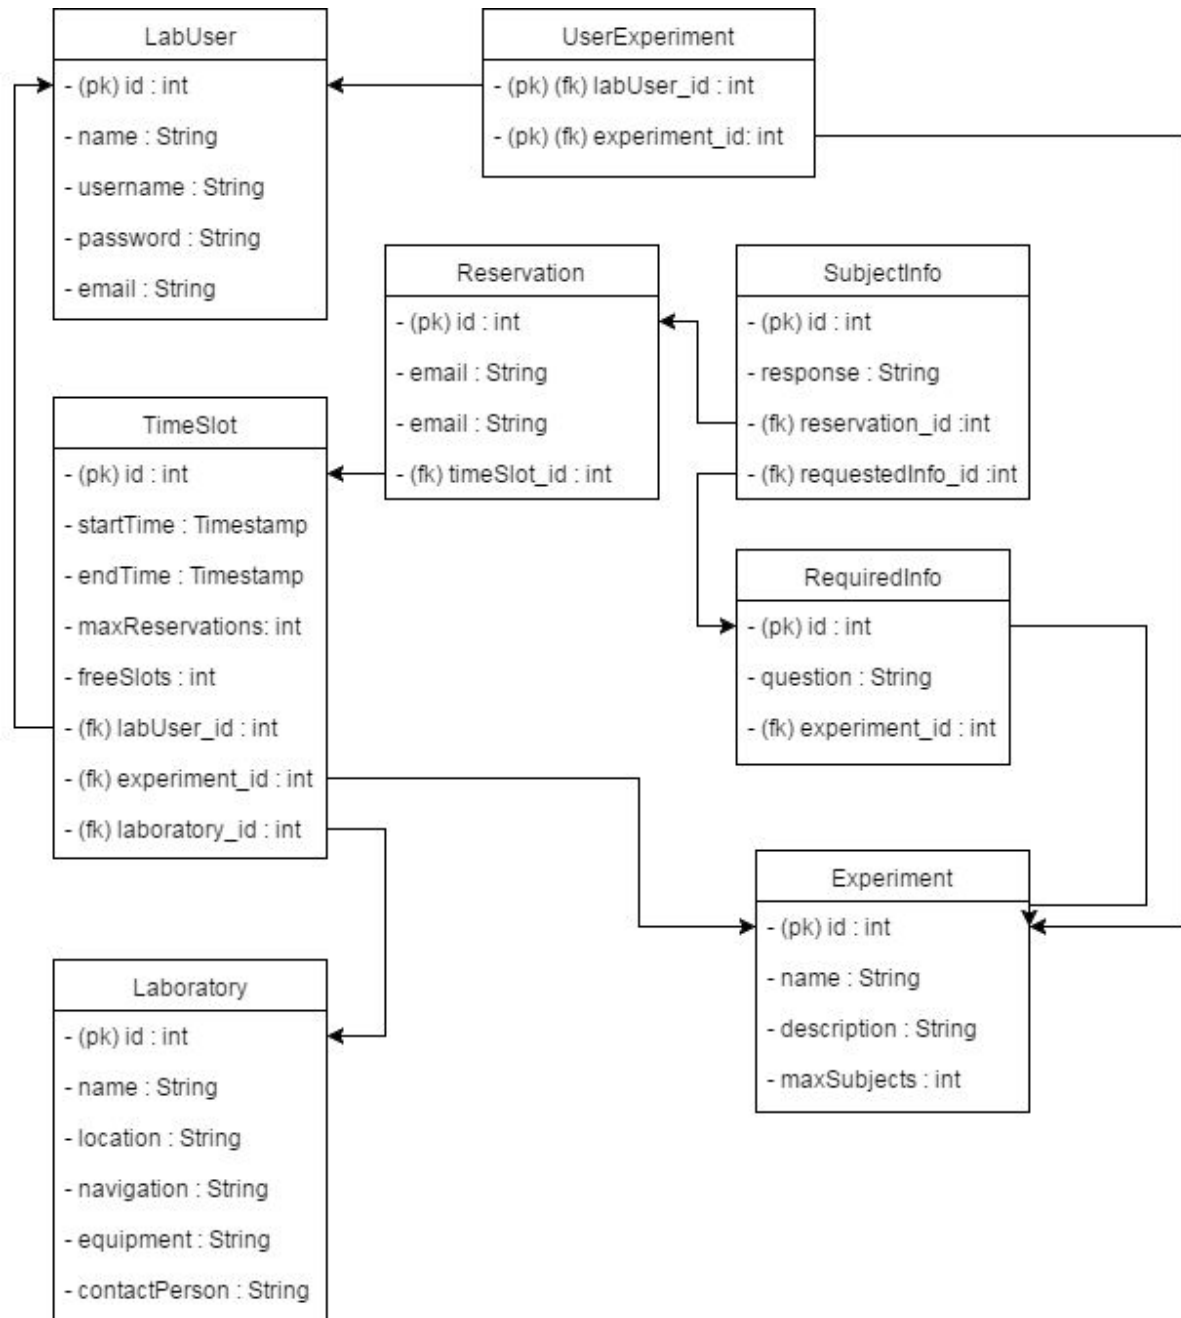 LabUser
- (pk) id : int
- name : String
- username : String
- password : String
- email : String
UserExperiment
- (pk) (fk) labUser_id : int
- (pk) (fk) experiment_id: int
Reservation
- (pk) id : int
- email : String
- email : String
- (fk) timeSlot_id : int
SubjectInfo
- (pk) id : int
- response : String
- (fk) reservation_id :int
- (fk) requestedInfo_id :int
TimeSlot
- (pk) id : int
- startTime : Timestamp
- endTime : Timestamp
- maxReservations: int
- freeSlots : int
- (fk) labUser_id : int
- (fk) experiment_id : int
- (fk) laboratory_id : int
RequiredInfo
- (pk) id : int
- question : String
- (fk) experiment_id : int
Experiment
- (pk) id : int
- name : String
- description : String
- maxSubjects : int
Laboratory
- (pk) id : int
- name : String
- location : String
- navigation : String
- equipment : String
- contactPerson : String